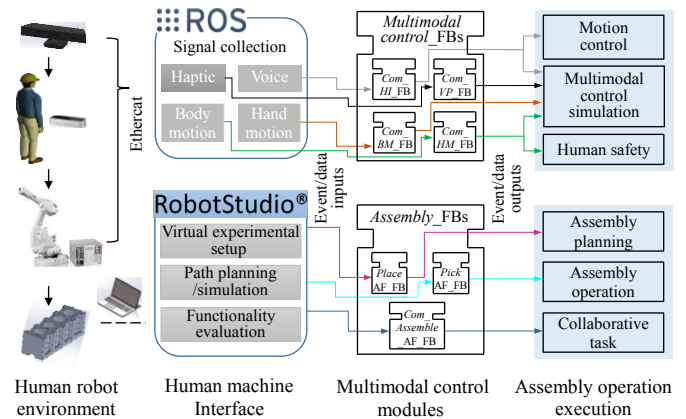 ROS
Signal collection
Haptic
Voice
Body
motion
Hand
motion
Ethercat
RobotStudio®
Virtual experimental
setup
Path planning
/simulation
Functionality
evaluation
Event/data
inputs
Multimodal
control_FBs
Com_
HI_FB
Com_
VP_FB
Com_
BM_FB
Com_
HM_FB
Assembly_FBs
Place
AF_FB
Pick
AF_FB
Com_
Assemble
_AF_FB
Event/data
outputs
Motion
control
Multimodal
control
simulation
Human safety
Assembly
planning
Assembly
operation
Collaborative
task
Human robot
environment
Human machine
Interface
Multimodal control
modules
Assembly operation
execution